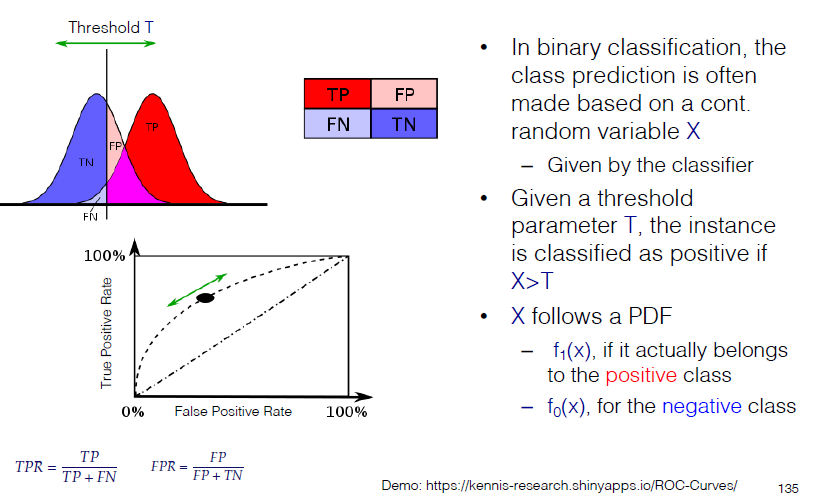 Threshold T
TN
FP
TP
FN
TP FP
FN TN
100%
True Positive Rate
0% False Positive Rate 100%
TPR = TP / TP + FN
FPR = FP / FP + TN
• In binary classification, the
class prediction is often
made based on a cont.
random variable X
– Given by the classifier
• Given a threshold
parameter T, the instance
is classified as positive if
X>T
• X follows a PDF
– f₁(x), if it actually belongs
to the positive class
– f₀(x), for the negative class
Demo: https://kennis-research.shinyapps.io/ROC-Curves/
135